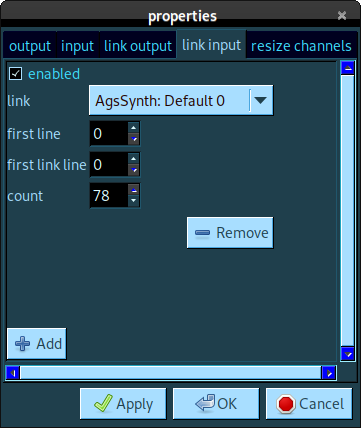 properties
output input link output link input resize channels
enabled
link AgsSynth: Default 0
first line 0
first link line 0
count 78
Remove
Add
Apply OK Cancel